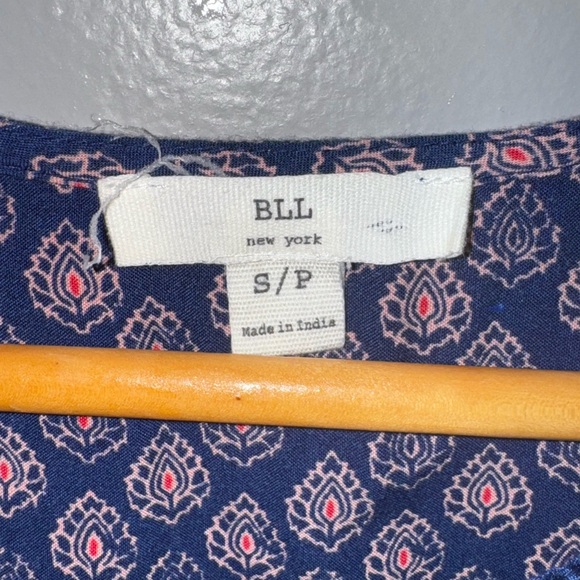 BLL
new york
S/P
Made in India